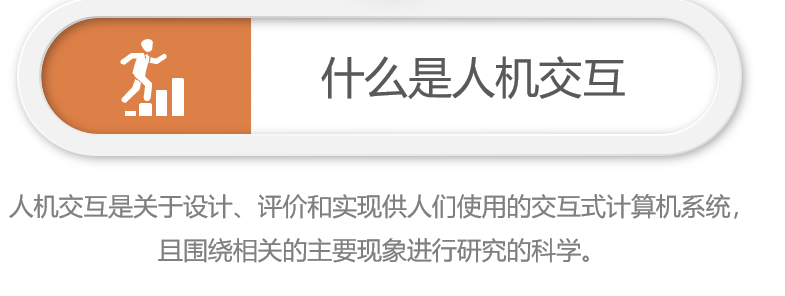 什么是人机交互
人机交互是关于设计、评价和实现供人们使用的交互式计算机系统，
且围绕相关的主要现象进行研究的科学。